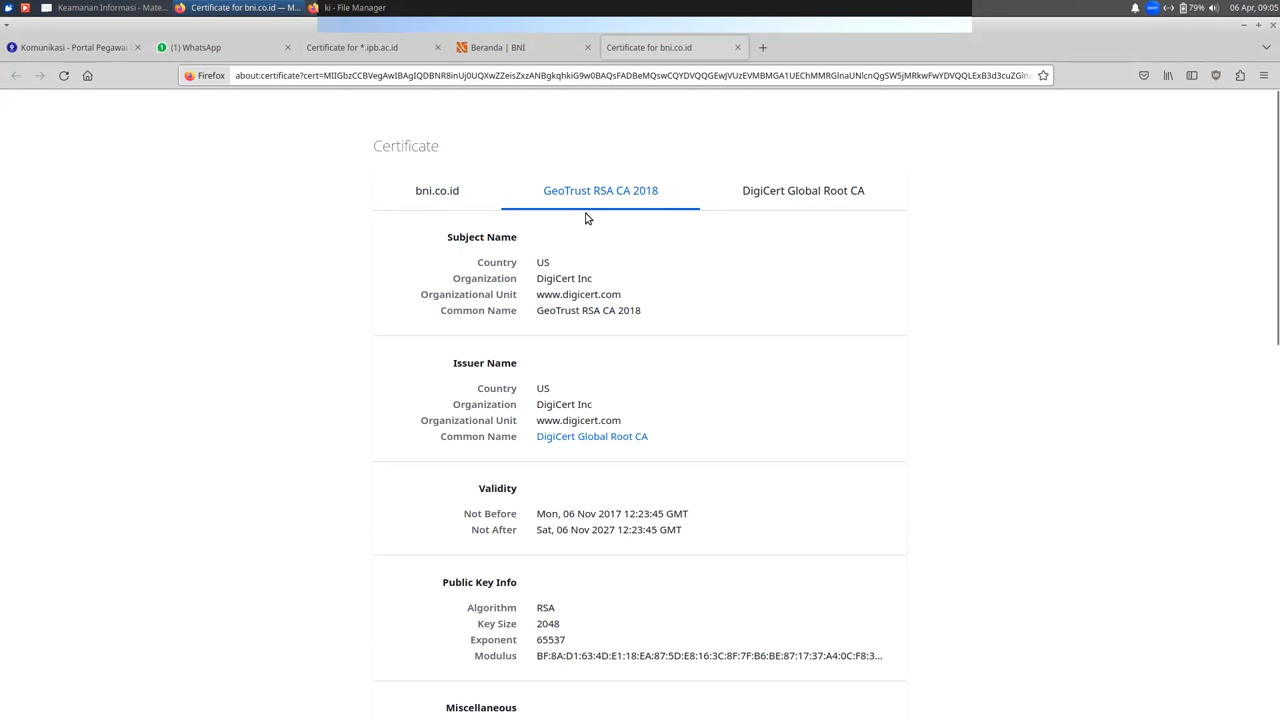 Keamanan Informasi - Mate...
Certificate for bni.co.id — M...
ki - File Manager
79%
06 Apr, 09:05
Komunikasi - Portal Pegawai
(1) WhatsApp
Certificate for *.ipb.ac.id
Beranda | BNI
Certificate for bni.co.id
Firefox
Certificate
bni.co.id
GeoTrust RSA CA 2018
DigiCert Global Root CA
Subject Name
Country US
Organization DigiCert Inc
Organizational Unit www.digicert.com
Common Name GeoTrust RSA CA 2018
Issuer Name
Country US
Organization DigiCert Inc
Organizational Unit www.digicert.com
Common Name DigiCert Global Root CA
Validity
Not Before Mon, 06 Nov 2017 12:23:45 GMT
Not After Sat, 06 Nov 2027 12:23:45 GMT
Public Key Info
Algorithm RSA
Key Size 2048
Exponent 65537
Modulus BF:8A:D1:63:4D:E1:18:EA:87:5D:E8:16:3C:8F:7F:B6:BE:87:17:37:A4:0C:F8:3...
Miscellaneous